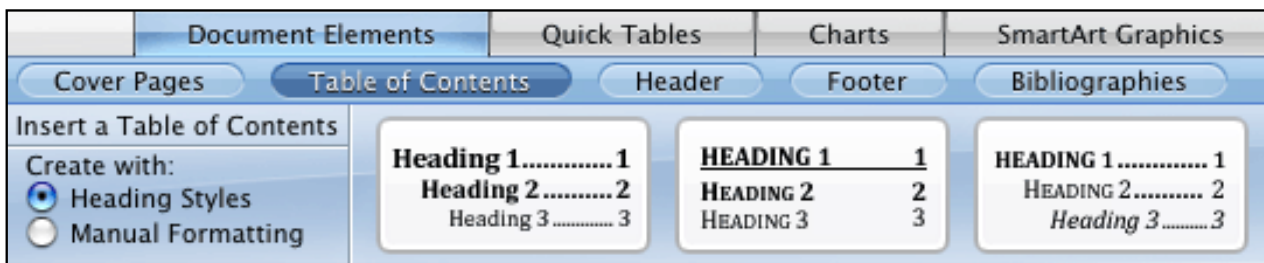 Document Elements Quick Tables Charts SmartArt Graphics
Cover Pages Table of Contents Header Footer Bibliographies
Insert a Table of Contents
Create with:
Heading Styles
Manual Formatting
Heading 1.............1
Heading 2..........2
Heading 3.............3
HEADING 1 1
HEADING 2 2
HEADING 3 3
HEADING 1.............. 1
HEADING 2........... 2
Heading 3..........3